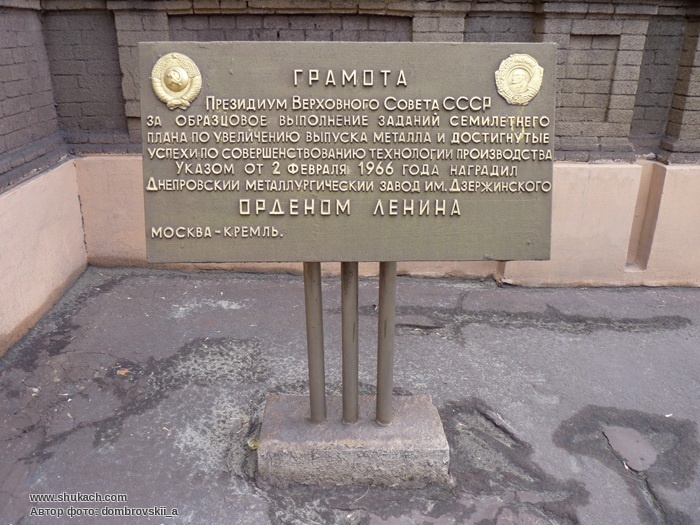 ГРАМОТА
Президиум Верховного Совета СССР
за образцовое выполнение заданий семилетнего
плана по увеличению выпуска металла и достигнутые
успехи по совершенствованию технологии производства
указом от 2 февраля 1966 года наградил
Днепровский металлургический завод им. Дзержинского
ОРДЕНОМ ЛЕНИНА
Москва-Кремль.
www.shukach.com
Автор фото: dombrovskii_a